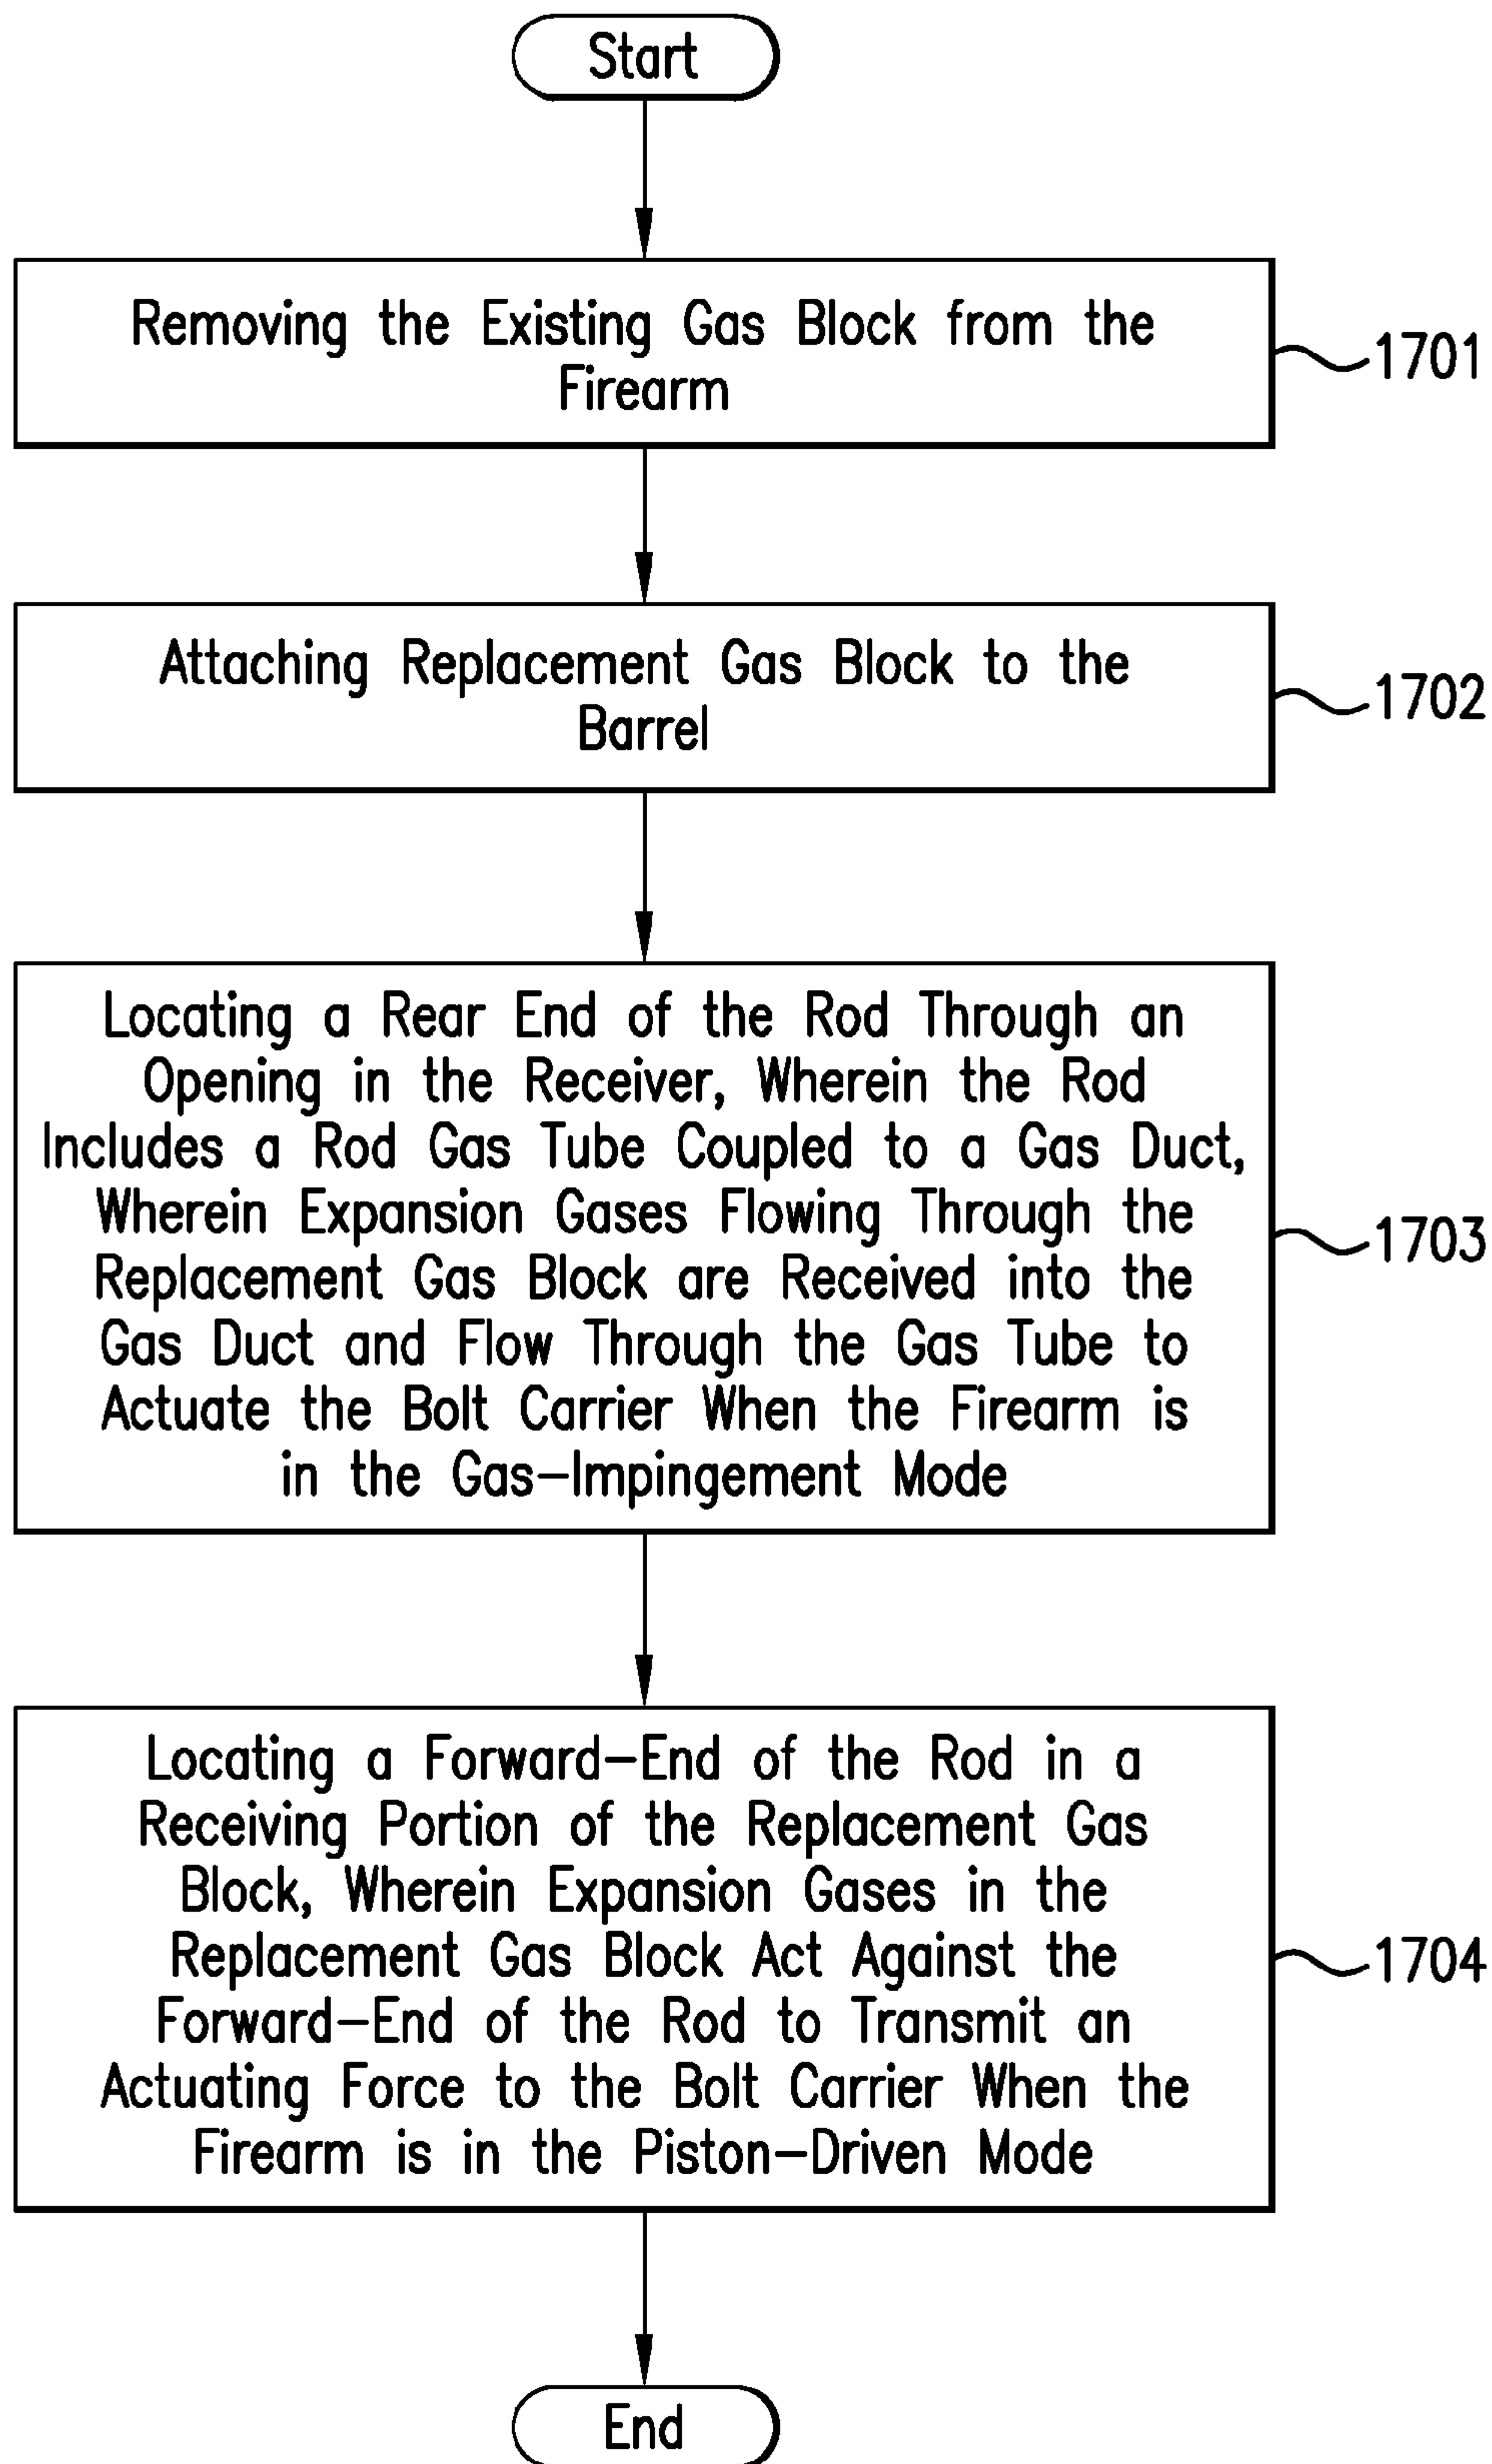 Start
Removing the Existing Gas Block from the
Firearm
1701
Attaching Replacement Gas Block to the
Barrel
1702
Locating a Rear End of the Rod Through an
Opening in the Receiver, Wherein the Rod
Includes a Rod Gas Tube Coupled to a Gas Duct,
Wherein Expansion Gases Flowing Through the
Replacement Gas Block are Received into the
Gas Duct and Flow Through the Gas Tube to
Actuate the Bolt Carrier When the Firearm is
in the Gas-Impingement Mode
1703
Locating a Forward-End of the Rod in a
Receiving Portion of the Replacement Gas
Block, Wherein Expansion Gases in the
Replacement Gas Block Act Against the
Forward-End of the Rod to Transmit an
Actuating Force to the Bolt Carrier When the
Firearm is in the Piston-Driven Mode
1704
End